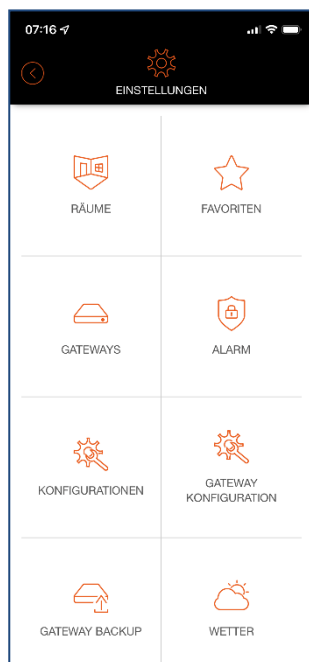 07:16
EINSTELLUNGEN
RÄUME
FAVORITEN
GATEWAYS
ALARM
KONFIGURATIONEN
GATEWAY
KONFIGURATION
GATEWAY BACKUP
WETTER